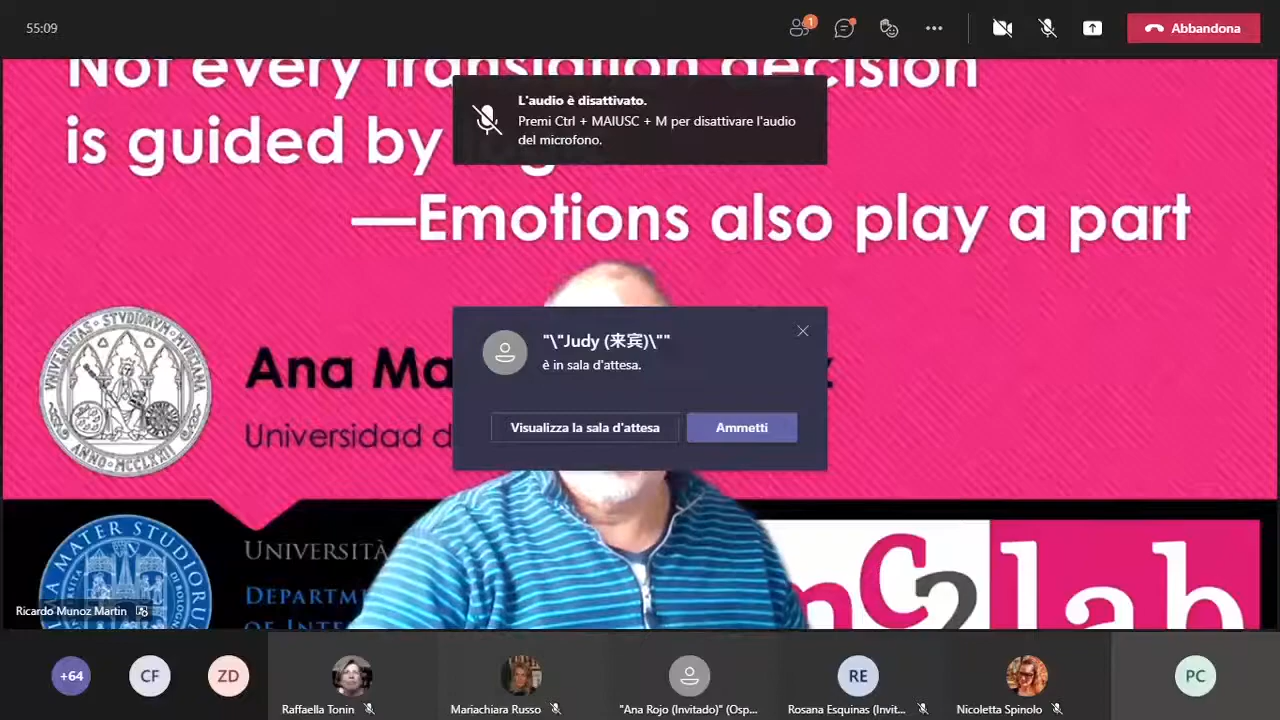 55:09
1
Abbandona
Not every translation decision
is guided by
—Emotions also play a part
L'audio è disattivato.
Premi Ctrl + MAIUSC + M per disattivare l'audio
del microfono.
"\"Judy (来宾)\""
è in sala d'attesa.
Visualizza la sala d'attesa
Ammetti
Ana
Universidad
UNIVERSITÀ
c2lab
Ricardo Munoz Martin
+64
CF
ZD
Raffaella Tonin
Mariachiara Russo
"Ana Rojo (Invitado)" (Osp...
RE
Rosana Esquinas (Invit...
Nicoletta Spinolo
PC